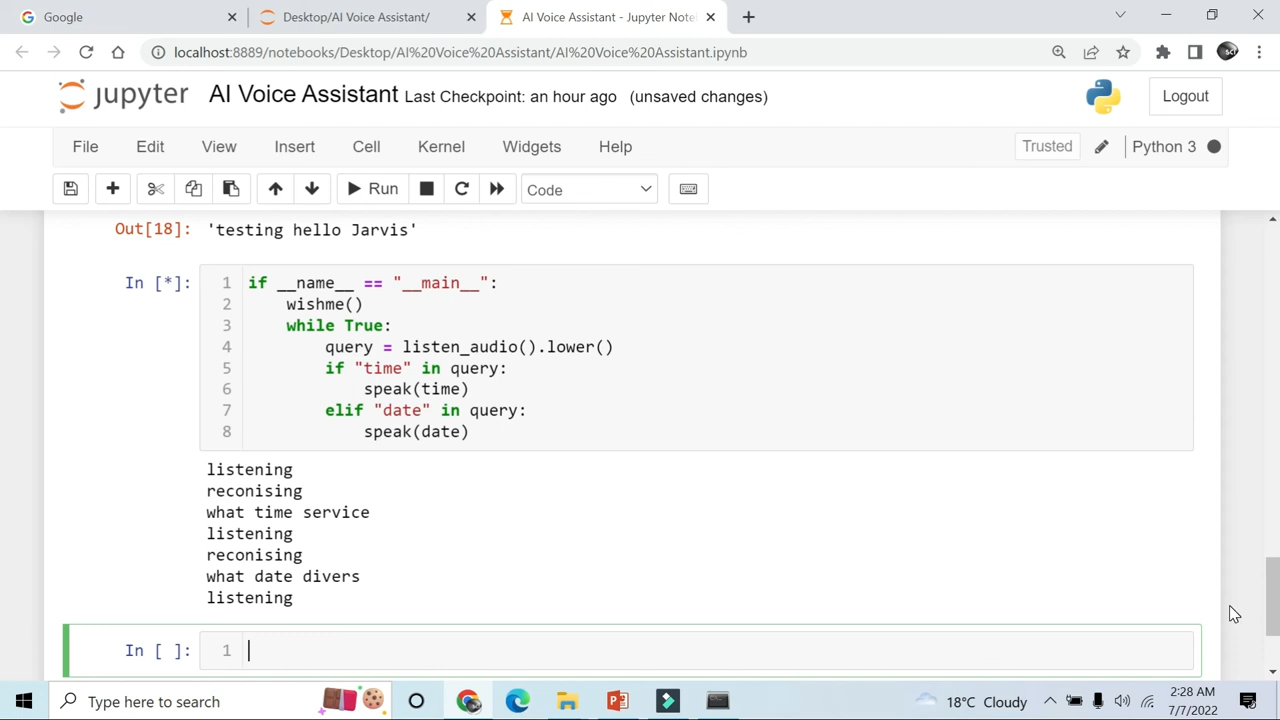 Google
Desktop/AI Voice Assistant/
AI Voice Assistant - Jupyter Note
localhost:8889/notebooks/Desktop/AI%20Voice%20Assistant/AI%20Voice%20Assistant.ipynb
jupyter AI Voice Assistant Last Checkpoint: an hour ago (unsaved changes)
Logout
File Edit View Insert Cell Kernel Widgets Help
Trusted
Python 3
Run
Code
Out[18]: 'testing hello Jarvis'
In [*]: 1 if __name__ == "__main__":
2     wishme()
3     while True:
4         query = listen_audio().lower()
5         if "time" in query:
6             speak(time)
7         elif "date" in query:
8             speak(date)
listening
reconising
what time service
listening
reconising
what date divers
listening
In [ ]: 1
Type here to search
18°C Cloudy
2:28 AM
7/7/2022